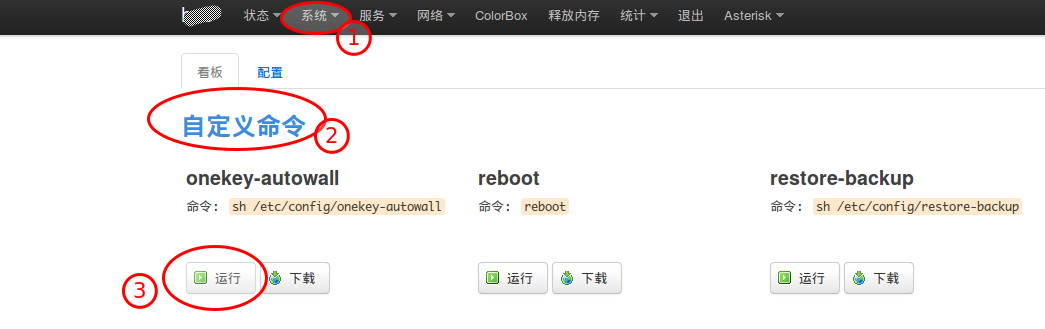 状态 系统 服务 网络 ColorBox 释放内存 统计 退出 Asterisk
1
看板 配置
自定义命令
2
onekey-autowall reboot restore-backup
命令: sh /etc/config/onekey-autowall 命令: reboot 命令: sh /etc/config/restore-backup
3 运行 下载 运行 下载 运行 下载